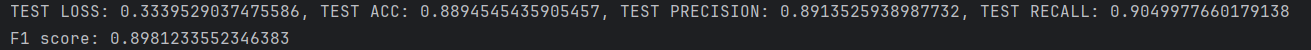 TEST LOSS: 0.3339529037475586, TEST ACC: 0.8894545435905457, TEST PRECISION: 0.8913525938987732, TEST RECALL: 0.9049977660179138
F1 score: 0.8981233552346383